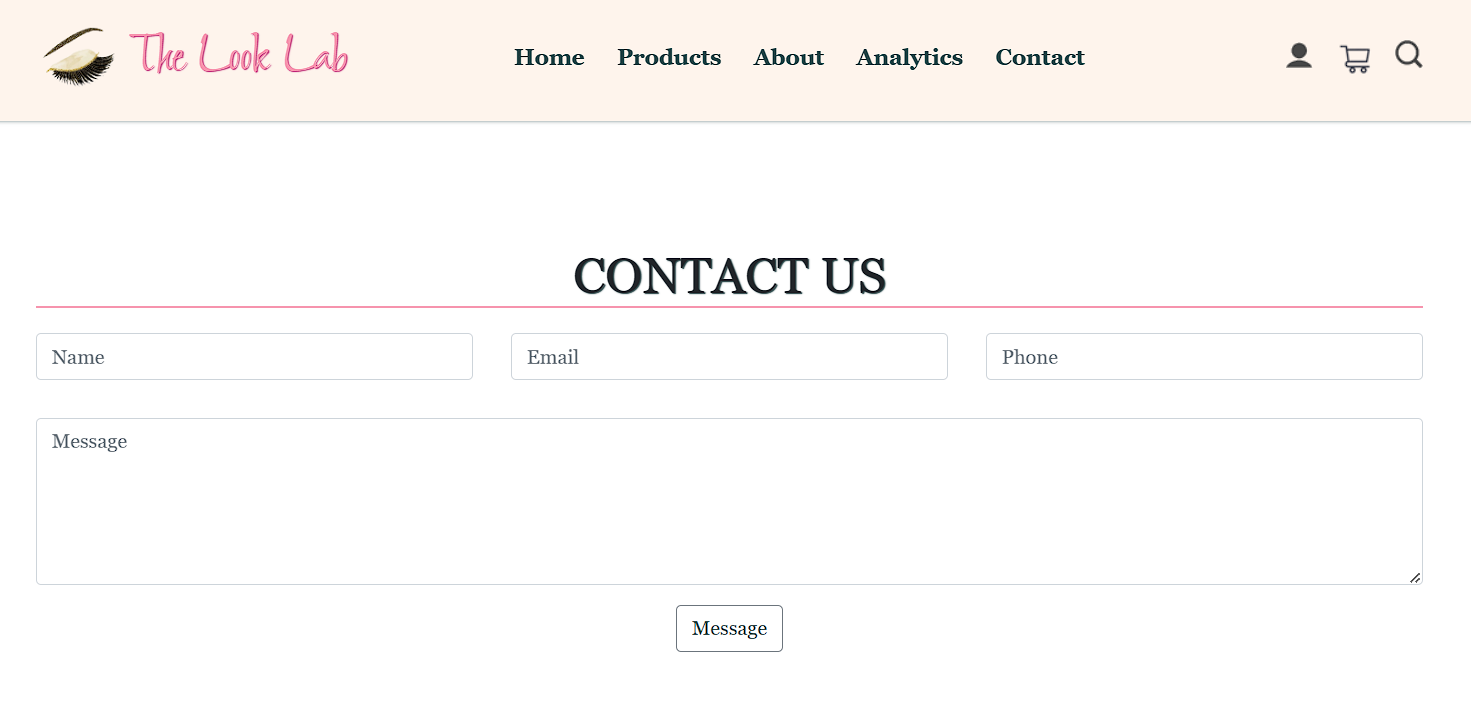 The Look Lab
Home Products About Analytics Contact
CONTACT US
Name Email Phone
Message
Message